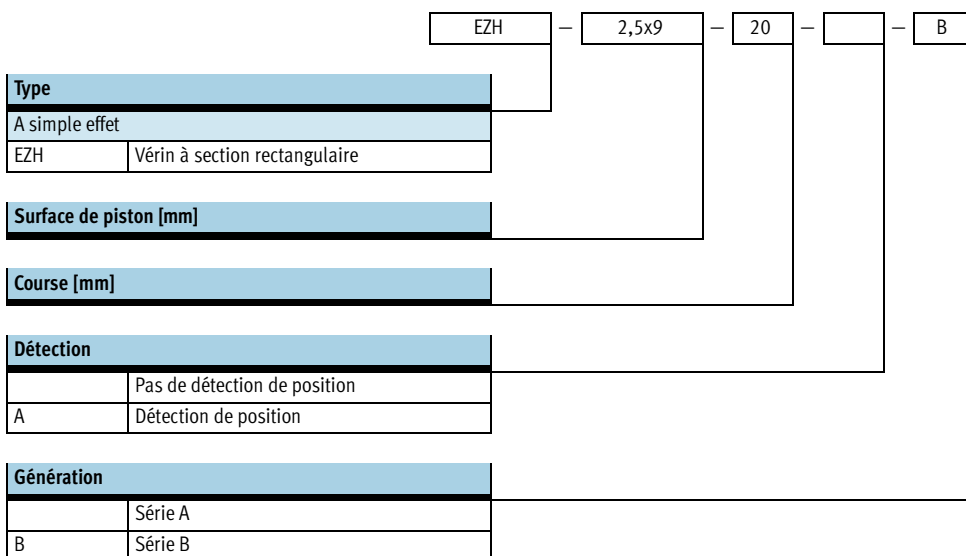 EZH – 2,5x9 – 20 – – B
Type
A simple effet
EZH Vérin à section rectangulaire
Surface de piston [mm]
Course [mm]
Détection
Pas de détection de position
A Détection de position
Génération
Série A
B Série B